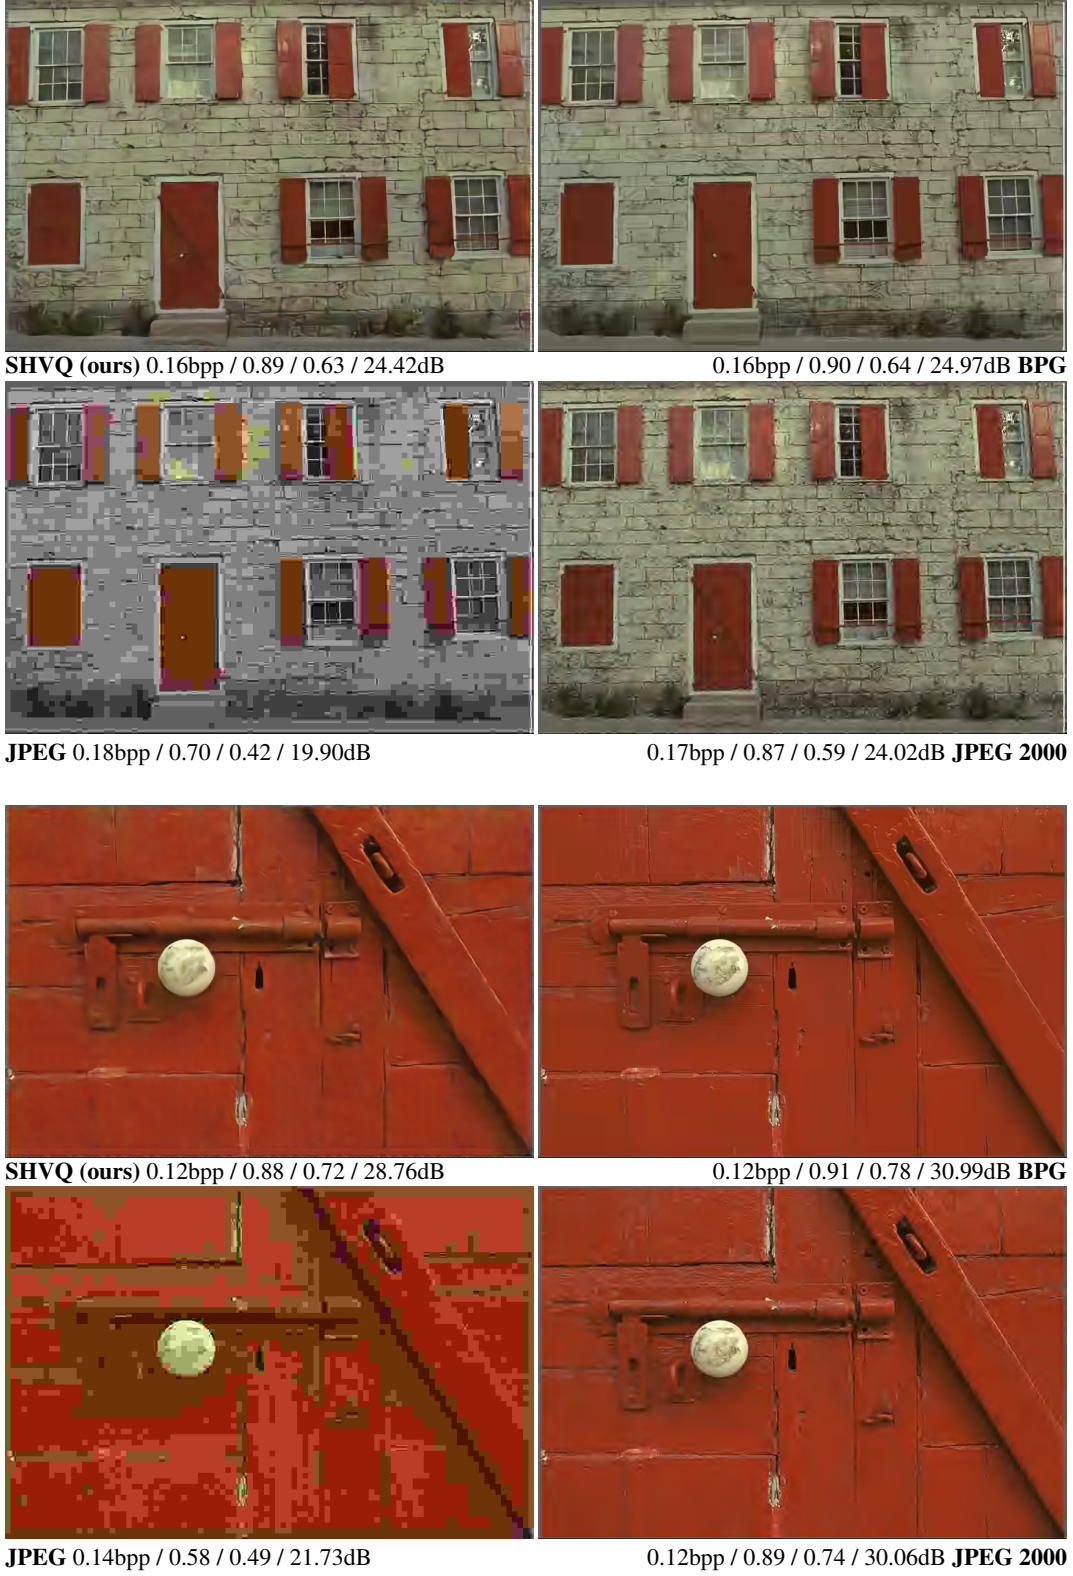 SHVQ (ours) 0.16bpp / 0.89 / 0.63 / 24.42dB
0.16bpp / 0.90 / 0.64 / 24.97dB BPG
JPEG 0.18bpp / 0.70 / 0.42 / 19.90dB
0.17bpp / 0.87 / 0.59 / 24.02dB JPEG 2000
SHVQ (ours) 0.12bpp / 0.88 / 0.72 / 28.76dB
0.12bpp / 0.91 / 0.78 / 30.99dB BPG
JPEG 0.14bpp / 0.58 / 0.49 / 21.73dB
0.12bpp / 0.89 / 0.74 / 30.06dB JPEG 2000